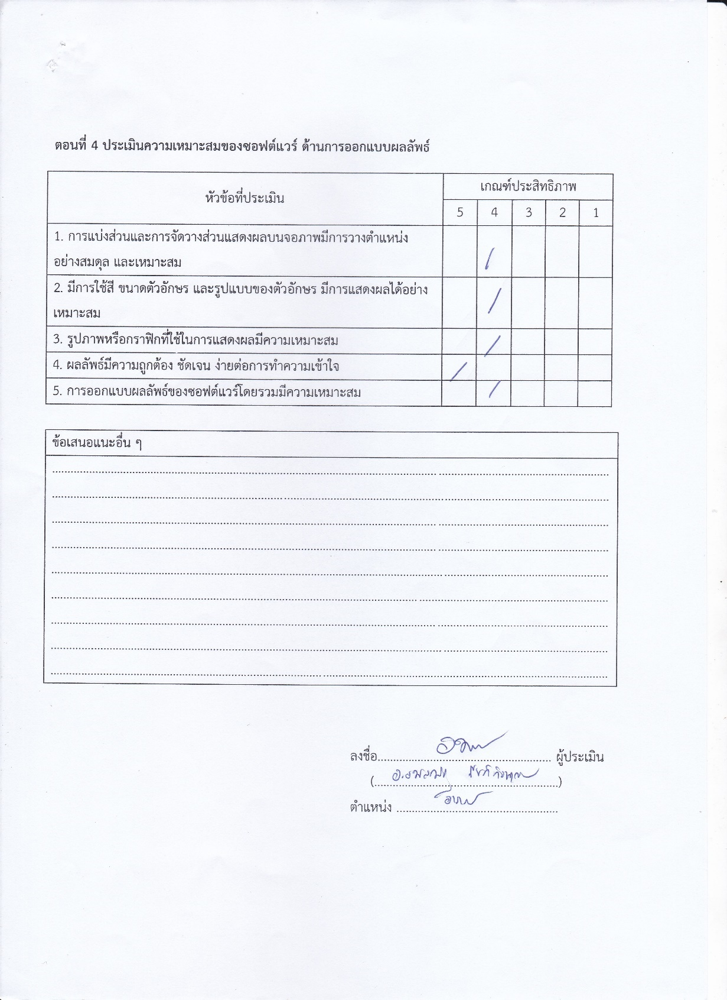 ตอนที่ 4 ประเมินความเหมาะสมของซอฟต์แวร์ ด้านการออกแบบผลลัพธ์
หัวข้อที่ประเมิน
เกณฑ์ประสิทธิภาพ
5 4 3 2 1
1. การแบ่งส่วนและการจัดวางส่วนแสดงผลบนจอภาพมีการวางตำแหน่ง
อย่างสมดุล และเหมาะสม /
2. มีการใช้สี ขนาดตัวอักษร และรูปแบบของตัวอักษร มีการแสดงผลได้อย่าง
เหมาะสม /
3. รูปภาพหรือกราฟิกที่ใช้ในการแสดงผลมีความเหมาะสม /
4. ผลลัพธ์มีความถูกต้อง ชัดเจน ง่ายต่อการทำความเข้าใจ /
5. การออกแบบผลลัพธ์ของซอฟต์แวร์โดยรวมมีความเหมาะสม /
ข้อเสนอแนะอื่น ๆ
ลงชื่อ............................................. ผู้ประเมิน
(................................................)
ตำแหน่ง ..........................................